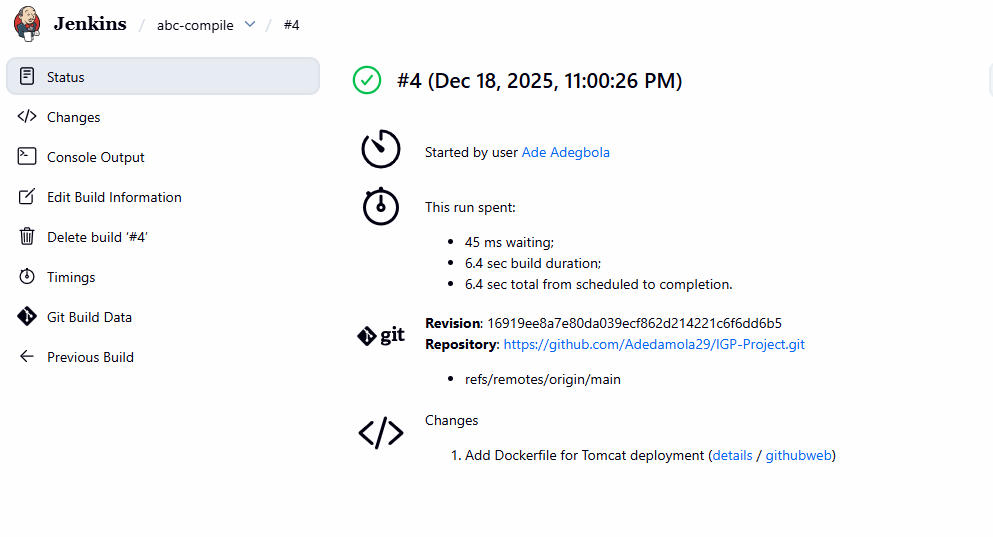 Jenkins / abc-compile / #4
Status
Changes
Console Output
Edit Build Information
Delete build ‘#4’
Timings
Git Build Data
Previous Build
#4 (Dec 18, 2025, 11:00:26 PM)
Started by user Ade Adegbola
This run spent:
45 ms waiting;
6.4 sec build duration;
6.4 sec total from scheduled to completion.
git
Revision: 16919ee8a7e80da039ecf862d214221c6f6dd6b5
Repository: https://github.com/Adedamola29/IGP-Project.git
refs/remotes/origin/main
Changes
1. Add Dockerfile for Tomcat deployment (details / githubweb)